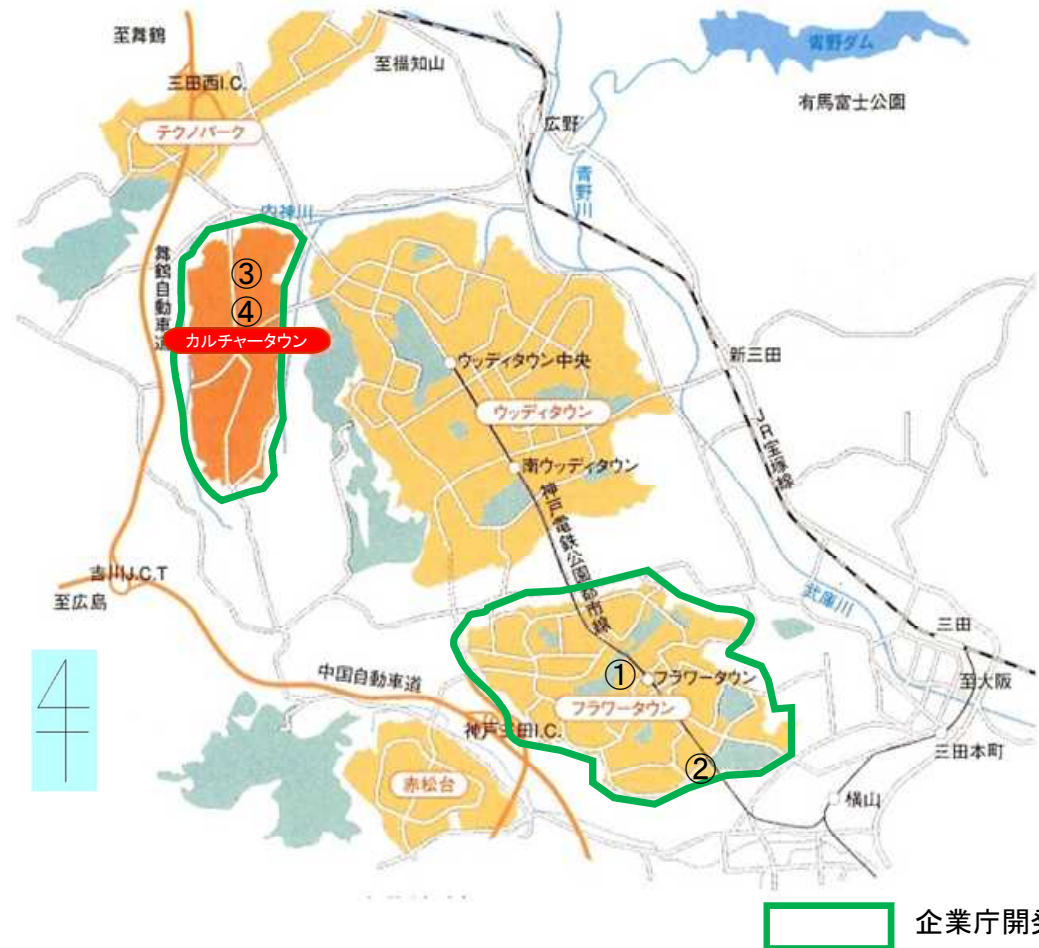 至舞鶴
至福知山
三田西I.C.
青野ダム
有馬富士公園
テクノパーク
広野
青野川
内神川
舞鶴自動車道
③
④
カルチャータウン
ウッディタウン中央
新三田
ウッディタウン
JR宝塚線
南ウッディタウン
神戸電鉄公園都市線
吉川J.C.T
至広島
武庫川
三田
中国自動車道
①
フラワータウン
至大阪
フラワータウン
神戸三田I.C.
三田本町
②
赤松台
横山
企業庁開発